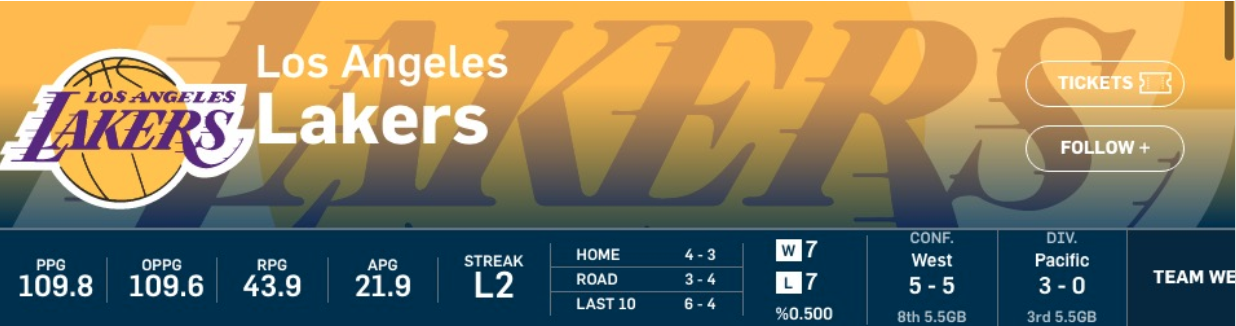 LOS ANGELES
LAKERS
Los Angeles
Lakers
LAKERS
TICKETS
FOLLOW +
PPG
109.8
OPPG
109.6
RPG
43.9
APG
21.9
STREAK
L2
HOME 4 - 3
ROAD 3 - 4
LAST 10 6 - 4
W 7
L 7
%0.500
CONF.
West
5 - 5
8th 5.5GB
DIV.
Pacific
3 - 0
3rd 5.5GB
TEAM WE